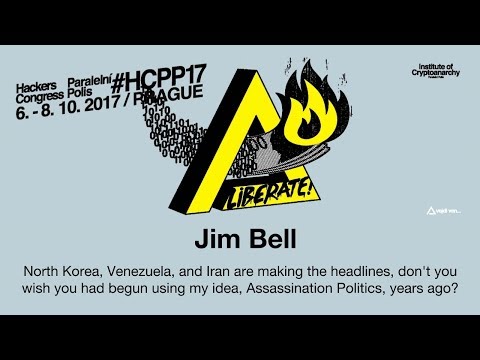 Hackers Paralelní #HCPP17
Congress Polis
6. - 8. 10. 2017 / PRAGUE
Institute of
Cryptoanarchy
LIBERATE!
Jim Bell
North Korea, Venezuela, and Iran are making the headlines, don't you
wish you had begun using my idea, Assassination Politics, years ago?